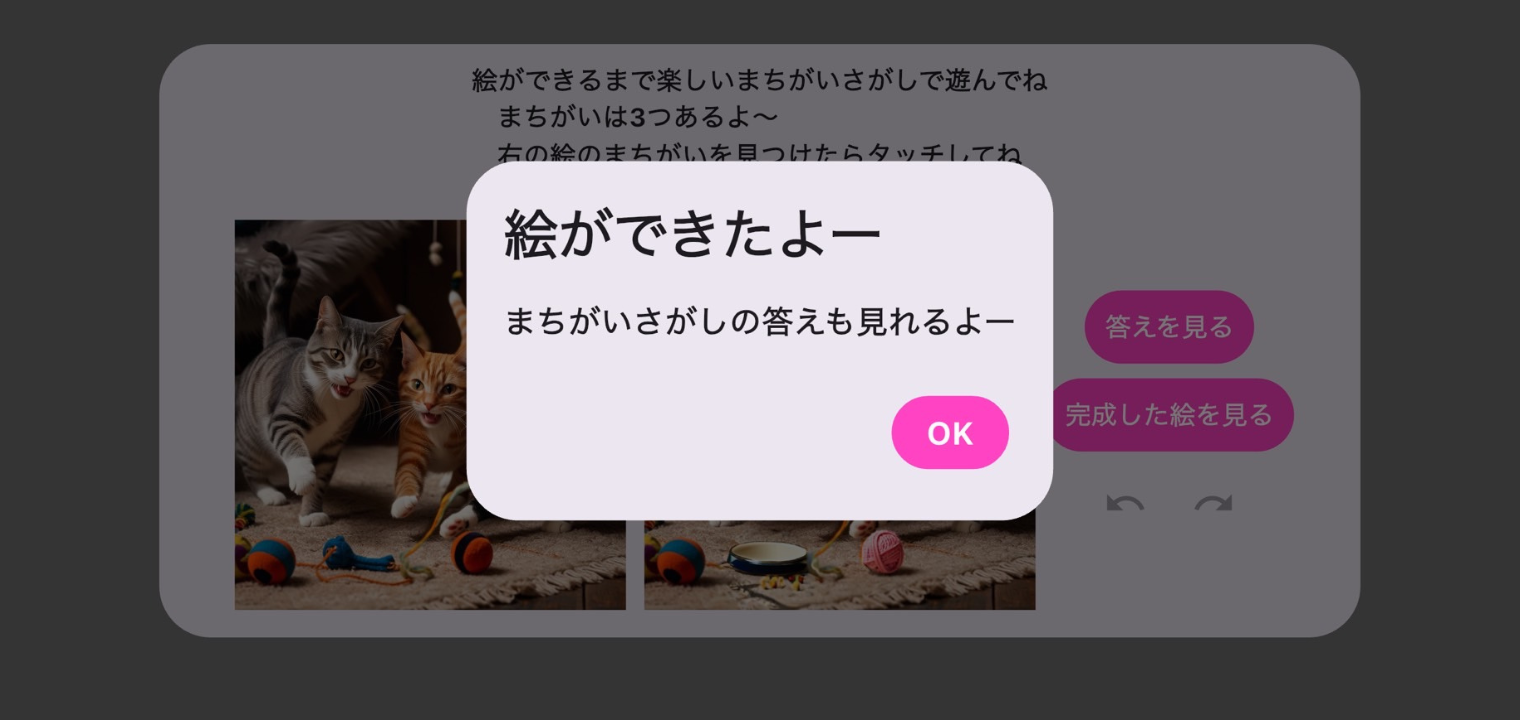 絵ができるまで楽しいまちがいさがしで遊んでね
まちがいは3つあるよ〜
右の絵のまちがいを見つけたらタッチしてね
絵ができたよー
まちがいさがしの答えも見れるよー
OK
答えを見る
完成した絵を見る